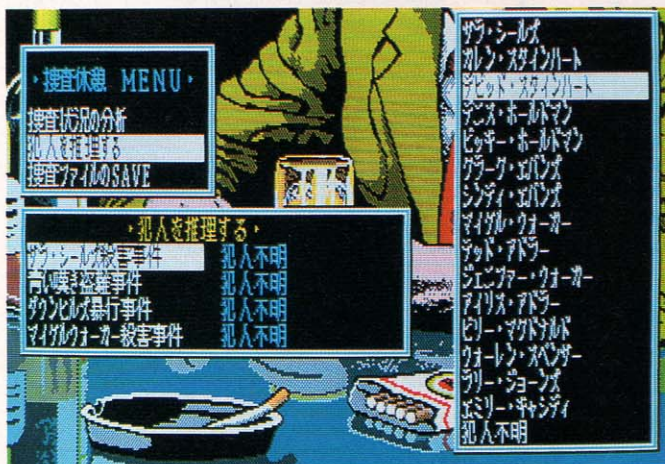 ・捜査休憩 MENU・
捜査状況の分析
犯人を推理する
捜査ファイルのSAVE
・犯人を推理する・
サラ・シールズ殺害事件 犯人不明
青い嘆き盗難事件 犯人不明
ダウンヒルズ暴行事件 犯人不明
マイケルウォーカー殺害事件 犯人不明
サラ・シールズ
カレン・スタインハート
デビッド・スタインハート
デニス・ホールドマン
ピッキー・ホールドマン
クラーク・エバンズ
シンディ・エバンズ
マイケル・ウォーカー
テッド・アドラー
ジェニファー・ウォーカー
アイリス・アドラー
ビリー・マクドナルド
ウォーレン・スペンサー
ラリー・ジョーンズ
エミリー・キャシディ
犯人不明